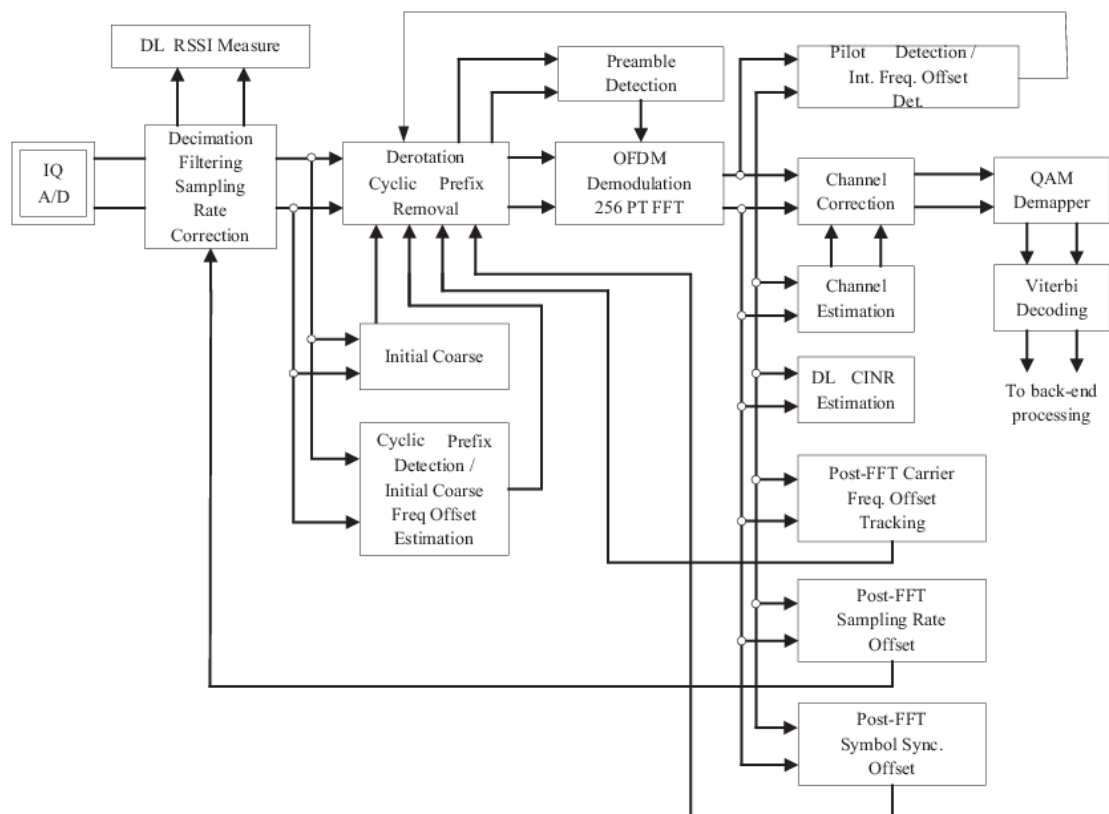 DL RSSI Measure
Preamble
Detection
Pilot Detection /
Int. Freq. Offset
Det.
IQ
A/D
Decimation
Filtering
Sampling
Rate
Correction
Derotation
Cyclic Prefix
Removal
OFDM
Demodulation
256 PT FFT
Channel
Correction
QAM
Demapper
Channel
Estimation
Viterbi
Decoding
Initial Coarse
DL CINR
Estimation
To back-end
processing
Cyclic Prefix
Detection /
Initial Coarse
Freq Offset
Estimation
Post-FFT Carrier
Freq. Offset
Tracking
Post-FFT
Sampling Rate
Offset
Post-FFT
Symbol Sync.
Offset